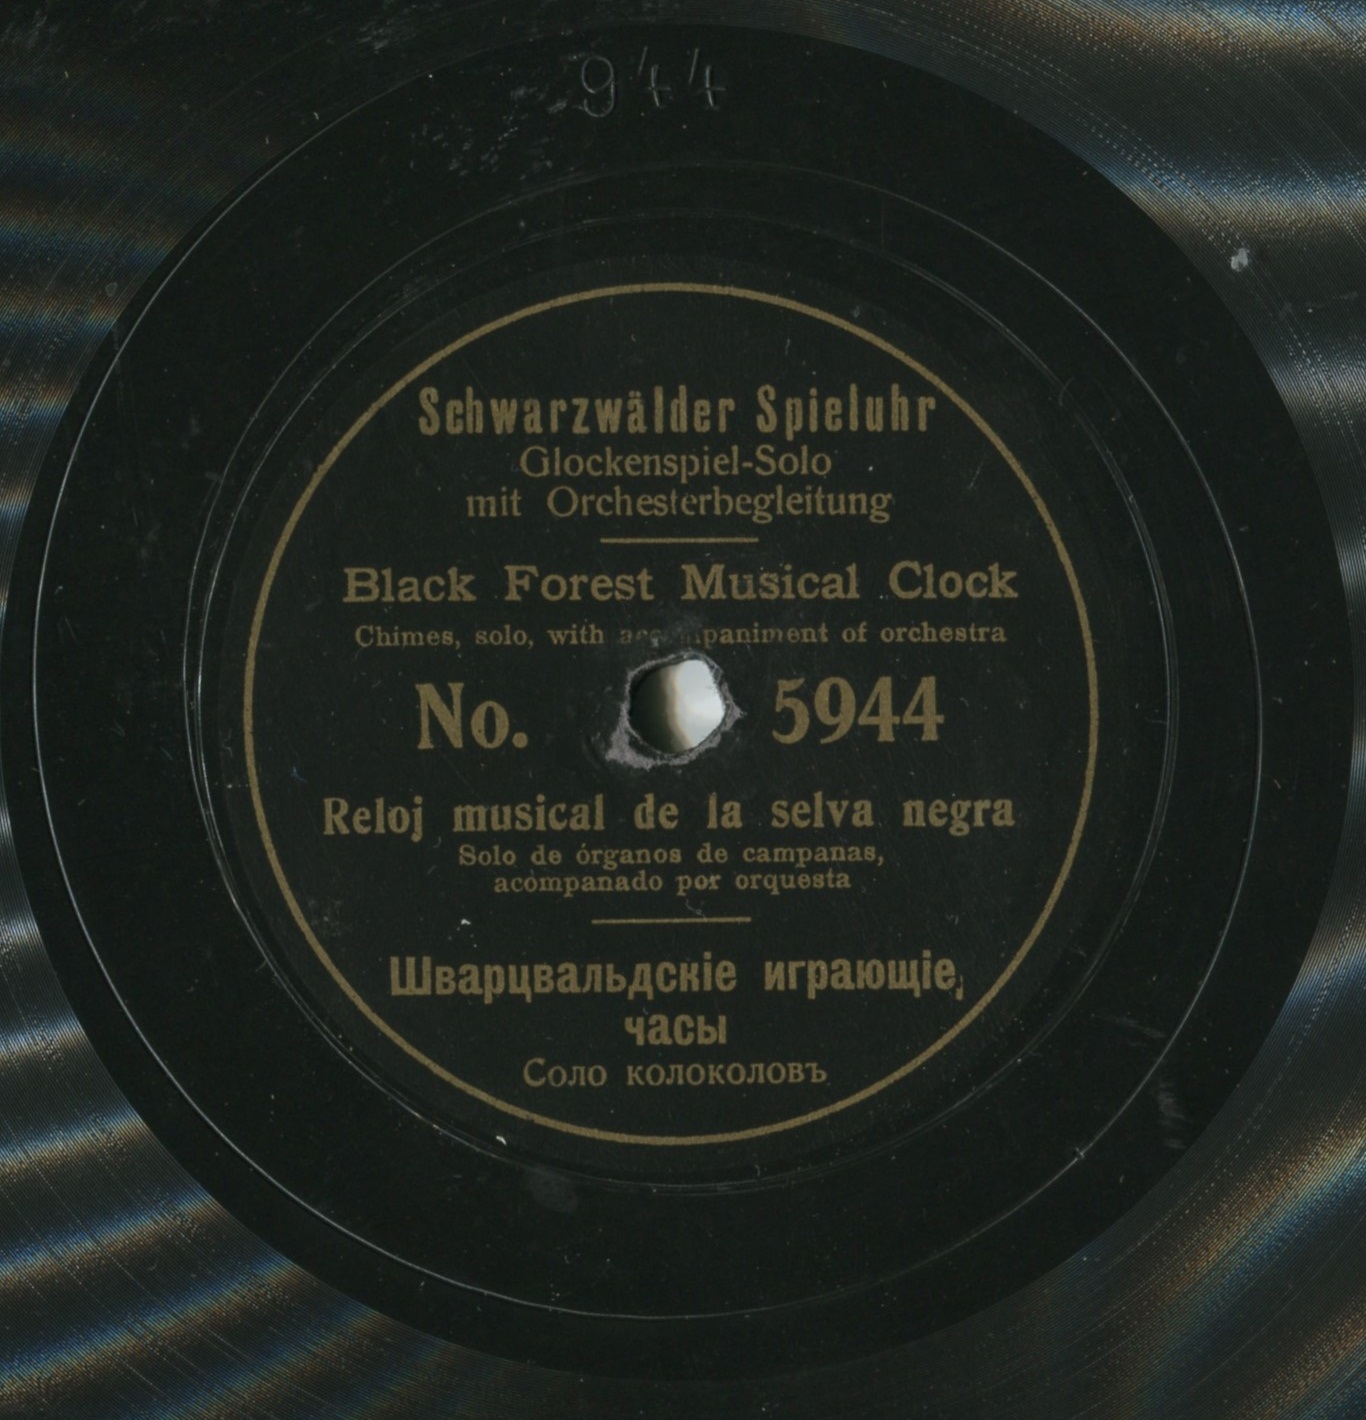 944
Schwarzwälder Spieluhr
Glockenspiel-Solo
mit Orchesterbegleitung
Black Forest Musical Clock
Chimes, solo, with accompaniment of orchestra
No. 5944
Reloj musical de la selva negra
Solo de órganos de campanas,
acompanado por orquesta
Шварцвальдскіе играющіе,
часы
Соло колоколовъ